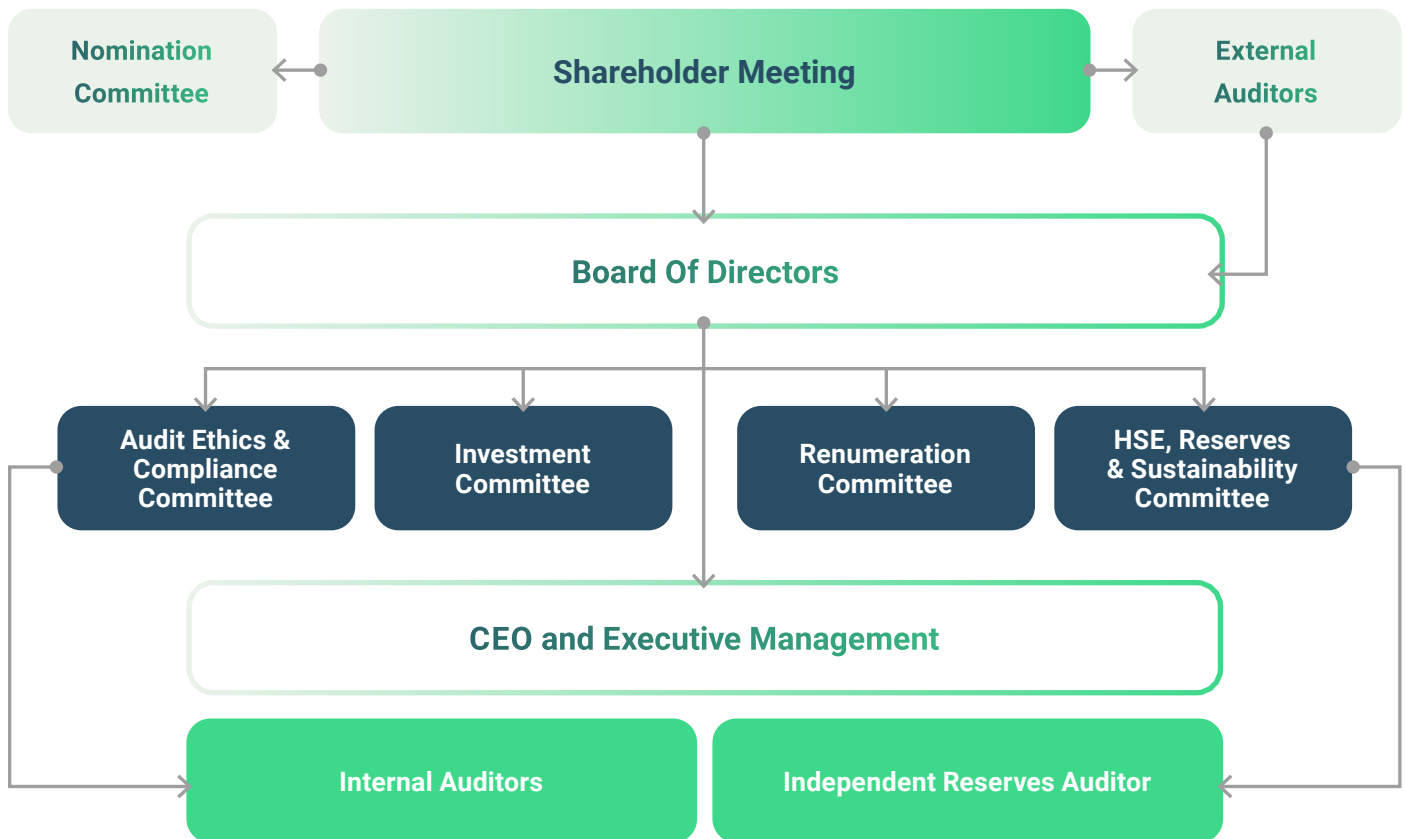 Nomination
Committee
Shareholder Meeting
External
Auditors
Board Of Directors
Audit Ethics &
Compliance
Committee
Investment
Committee
Renumeration
Committee
HSE, Reserves
& Sustainability
Committee
CEO and Executive Management
Internal Auditors
Independent Reserves Auditor